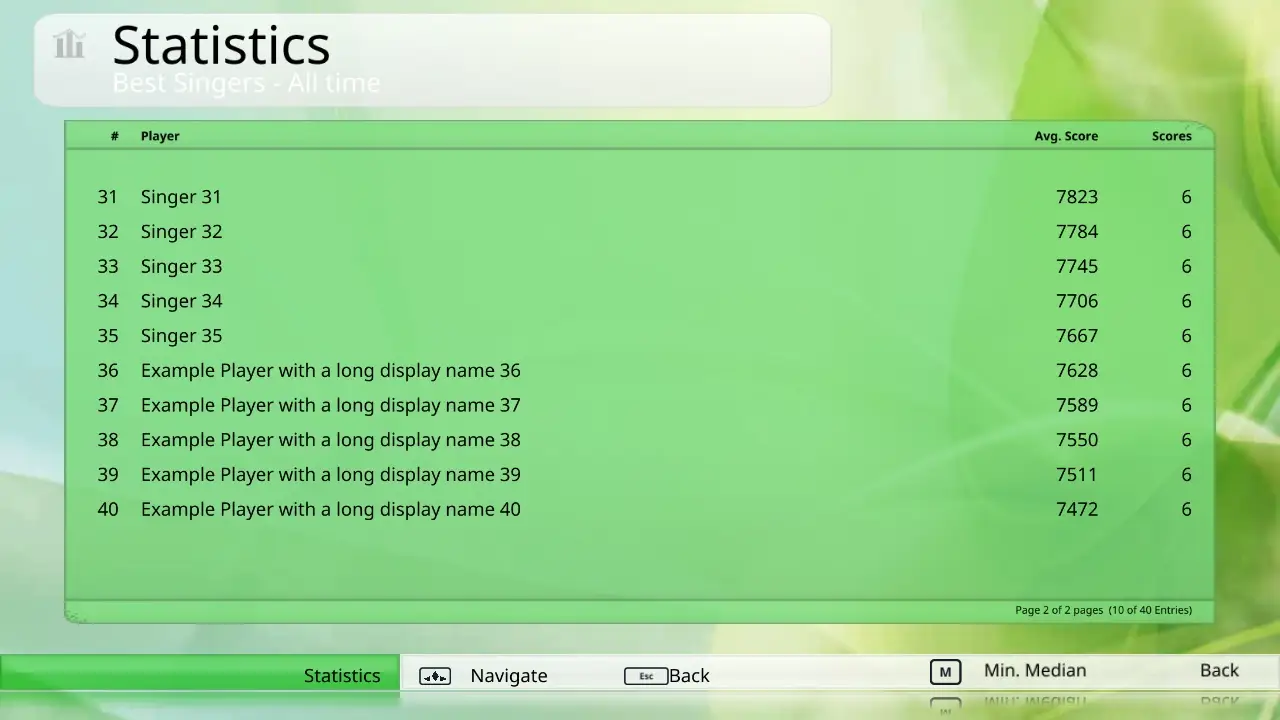 Statistics
Best Singers - All time
# Player Avg. Score Scores
31 Singer 31 7823 6
32 Singer 32 7784 6
33 Singer 33 7745 6
34 Singer 34 7706 6
35 Singer 35 7667 6
36 Example Player with a long display name 36 7628 6
37 Example Player with a long display name 37 7589 6
38 Example Player with a long display name 38 7550 6
39 Example Player with a long display name 39 7511 6
40 Example Player with a long display name 40 7472 6
Page 2 of 2 pages (10 of 40 Entries)
Statistics Navigate Esc Back M Min. Median Back